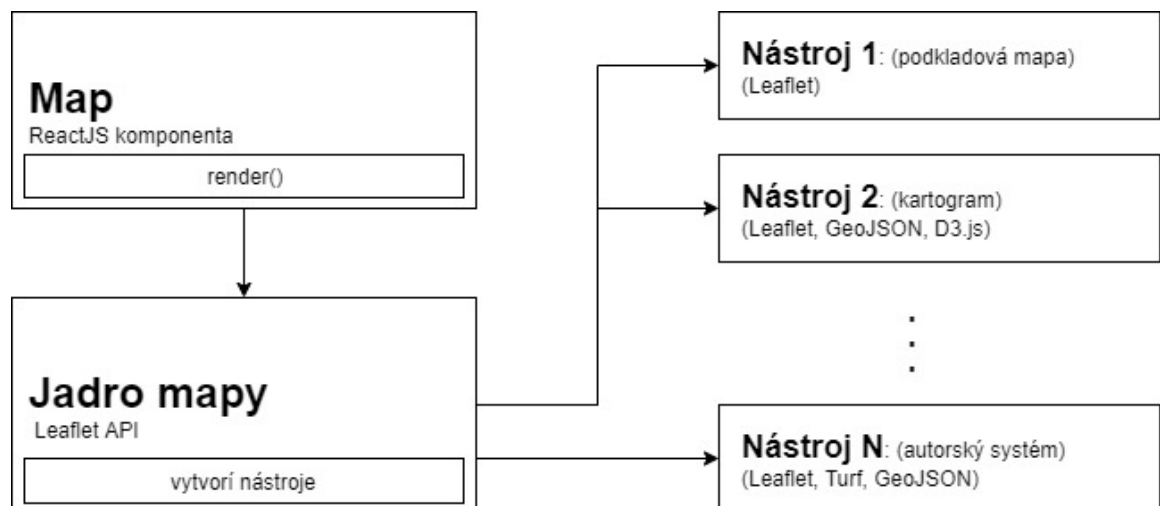 Map
ReactJS komponenta
render()
Jadro mapy
Leaflet API
vytvorí nástroje
Nástroj 1: (podkladová mapa)
(Leaflet)
Nástroj 2: (kartogram)
(Leaflet, GeoJSON, D3.js)
.
.
.
Nástroj N: (autorský systém)
(Leaflet, Turf, GeoJSON)